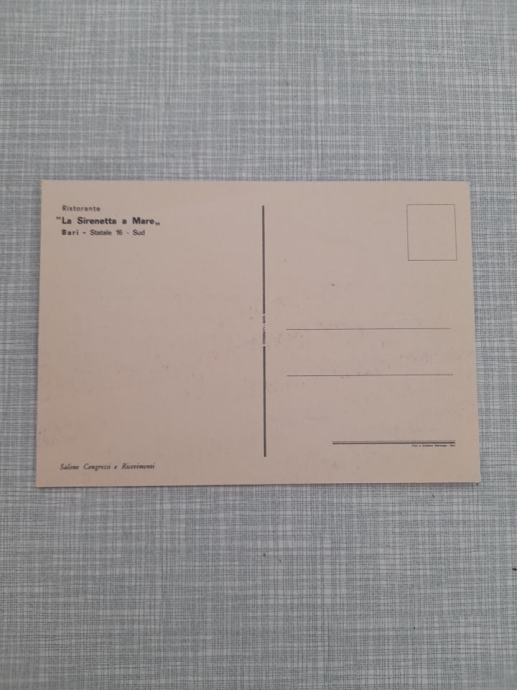 Ristorante
"La Sirenetta a Mare„
Bari - Statale 16 - Sud
Salone Congressi e Ricevimenti